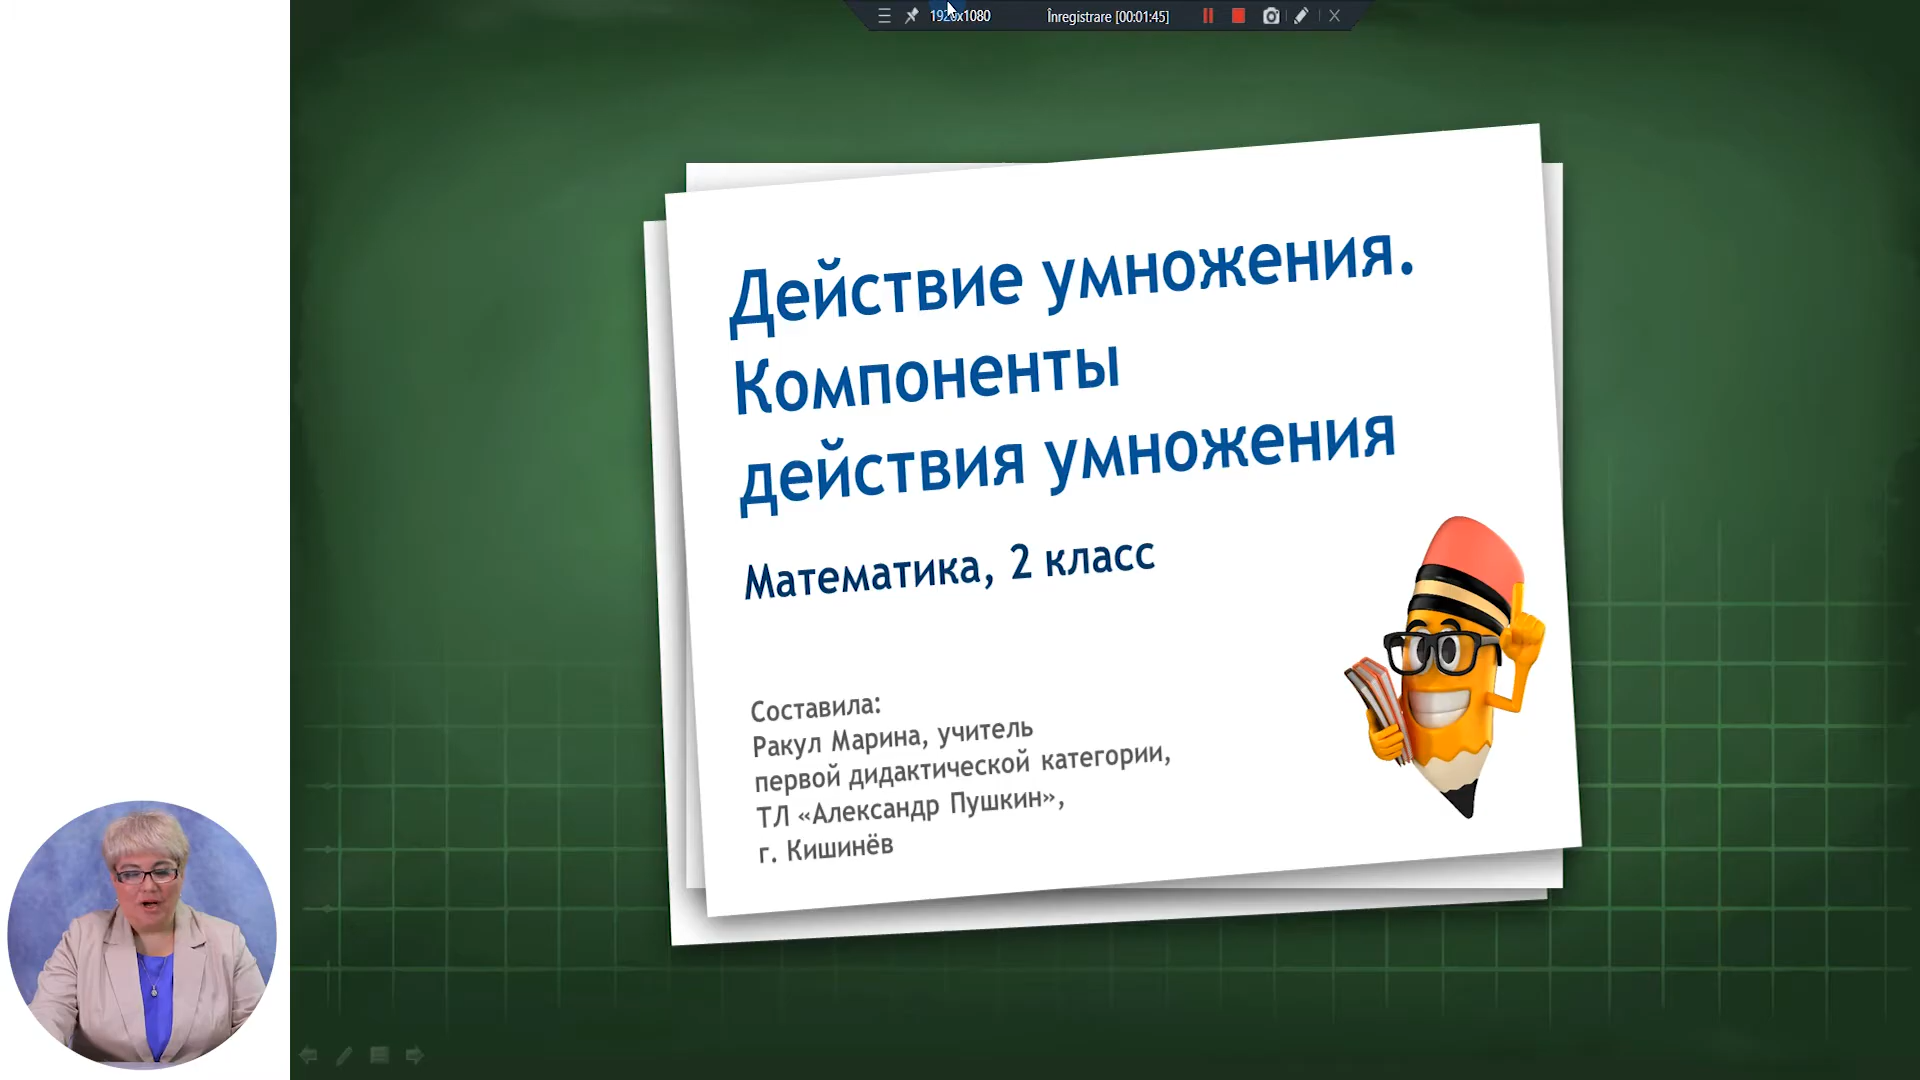 1920x1080 Înregistrare [00:01:45]
Действие умножения.
Компоненты
действия умножения
Математика, 2 класс
Составила:
Ракул Марина, учитель
первой дидактической категории,
ТЛ «Александр Пушкин»,
г. Кишинёв